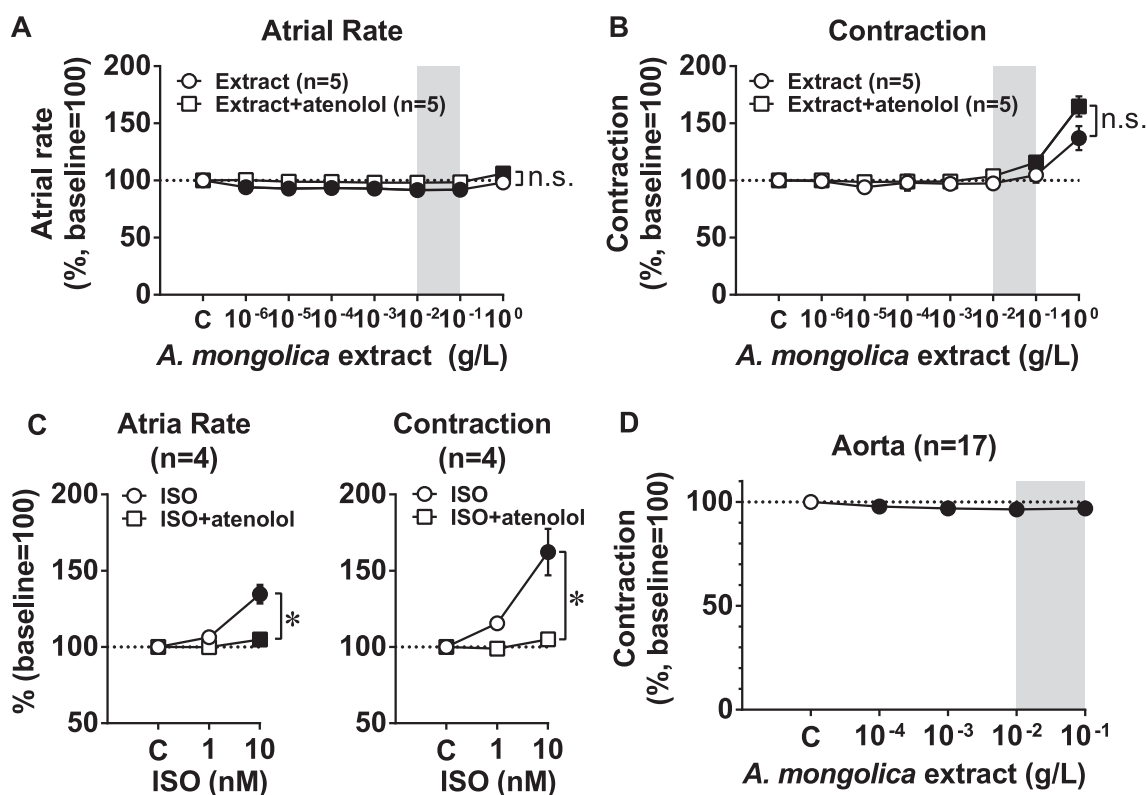 A
Atrial Rate
Atrial rate
(%, baseline=100)
200
150
100
50
0
Extract (n=5)
Extract+atenolol (n=5)
n.s.
C 10⁻⁶ 10⁻⁵ 10⁻⁴ 10⁻³ 10⁻² 10⁻¹ 10⁰
A. mongolica extract (g/L)
B
Contraction
Contraction
(%, baseline=100)
200
150
100
50
0
Extract (n=5)
Extract+atenolol (n=5)
n.s.
C 10⁻⁶ 10⁻⁵ 10⁻⁴ 10⁻³ 10⁻² 10⁻¹ 10⁰
A. mongolica extract (g/L)
C
Atria Rate
(n=4)
% (baseline=100)
200
150
100
50
ISO
ISO+atenolol
*
C 1 10
ISO (nM)
Contraction
(n=4)
200
150
100
50
ISO
ISO+atenolol
*
C 1 10
ISO (nM)
D
Aorta (n=17)
Contraction
(%, baseline=100)
100
50
0
C 10⁻⁴ 10⁻³ 10⁻² 10⁻¹
A. mongolica extract (g/L)